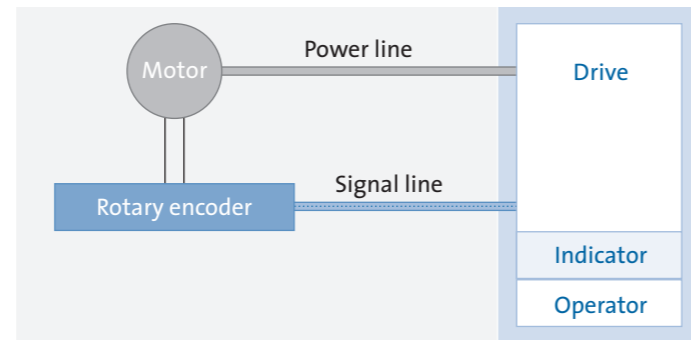 Power line
Motor
Drive
Signal line
Rotary encoder
Indicator
Operator